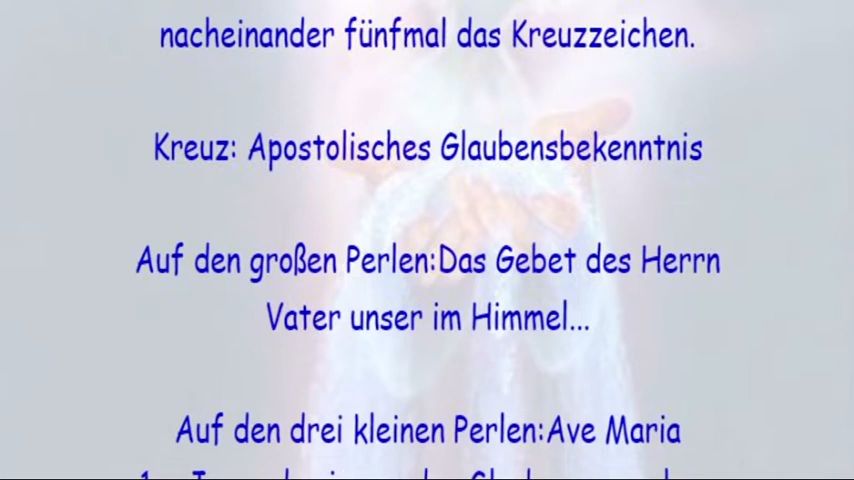 nacheinander fünfmal das Kreuzzeichen.
Kreuz: Apostolisches Glaubensbekenntnis
Auf den großen Perlen:Das Gebet des Herrn
Vater unser im Himmel...
Auf den drei kleinen Perlen:Ave Maria